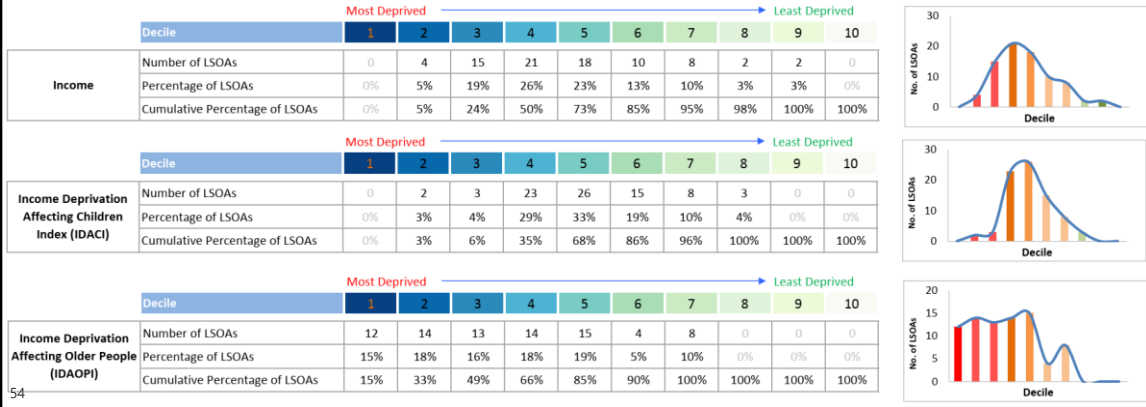 Most Deprived Least Deprived
Decile 1 2 3 4 5 6 7 8 9 10
Income
Number of LSOAs 0 4 15 21 18 10 8 2 2 0
Percentage of LSOAs 0% 5% 19% 26% 23% 13% 10% 3% 3% 0%
Cumulative Percentage of LSOAs 0% 5% 24% 50% 73% 85% 95% 98% 100% 100%
No. of LSOAs
30
20
10
0
Decile
Most Deprived Least Deprived
Decile 1 2 3 4 5 6 7 8 9 10
Income Deprivation
Affecting Children
Index (IDACI)
Number of LSOAs 0 2 3 23 26 15 8 3 0 0
Percentage of LSOAs 0% 3% 4% 29% 33% 19% 10% 4% 0% 0%
Cumulative Percentage of LSOAs 0% 3% 6% 35% 68% 86% 96% 100% 100% 100%
No. of LSOAs
30
20
10
0
Decile
Most Deprived Least Deprived
Decile 1 2 3 4 5 6 7 8 9 10
Income Deprivation
Affecting Older People
(IDAOPI)
Number of LSOAs 12 14 13 14 15 4 8 0 0 0
Percentage of LSOAs 15% 18% 16% 18% 19% 5% 10% 0% 0% 0%
Cumulative Percentage of LSOAs 15% 33% 49% 66% 85% 90% 100% 100% 100% 100%
No. of LSOAs
20
15
10
5
0
Decile
54